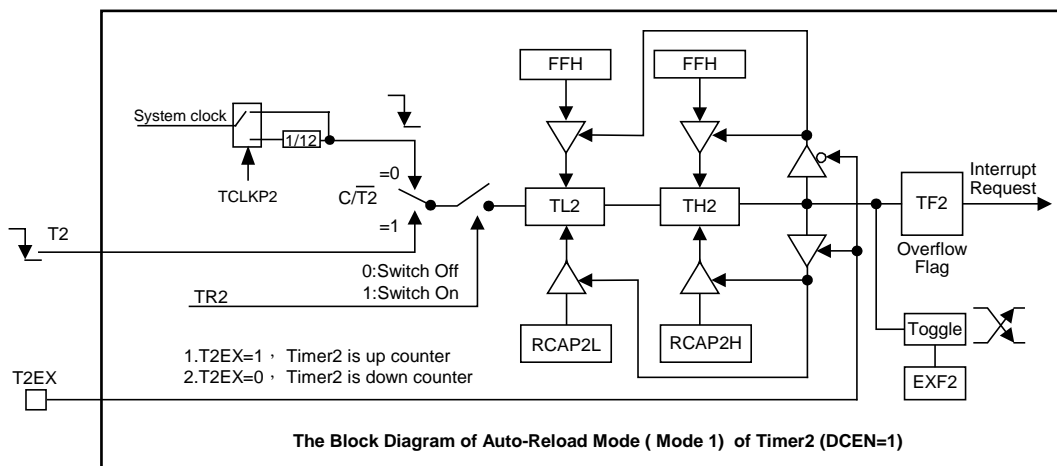 FFH
FFH
System clock
1/12
TCLKP2
=0
C/T2
=1
T2
TL2
TH2
TF2
Interrupt
Request
Overflow
Flag
0:Switch Off
1:Switch On
TR2
RCAP2L
RCAP2H
Toggle
EXF2
1.T2EX=1， Timer2 is up counter
2.T2EX=0， Timer2 is down counter
T2EX
The Block Diagram of Auto-Reload Mode ( Mode 1) of Timer2 (DCEN=1)